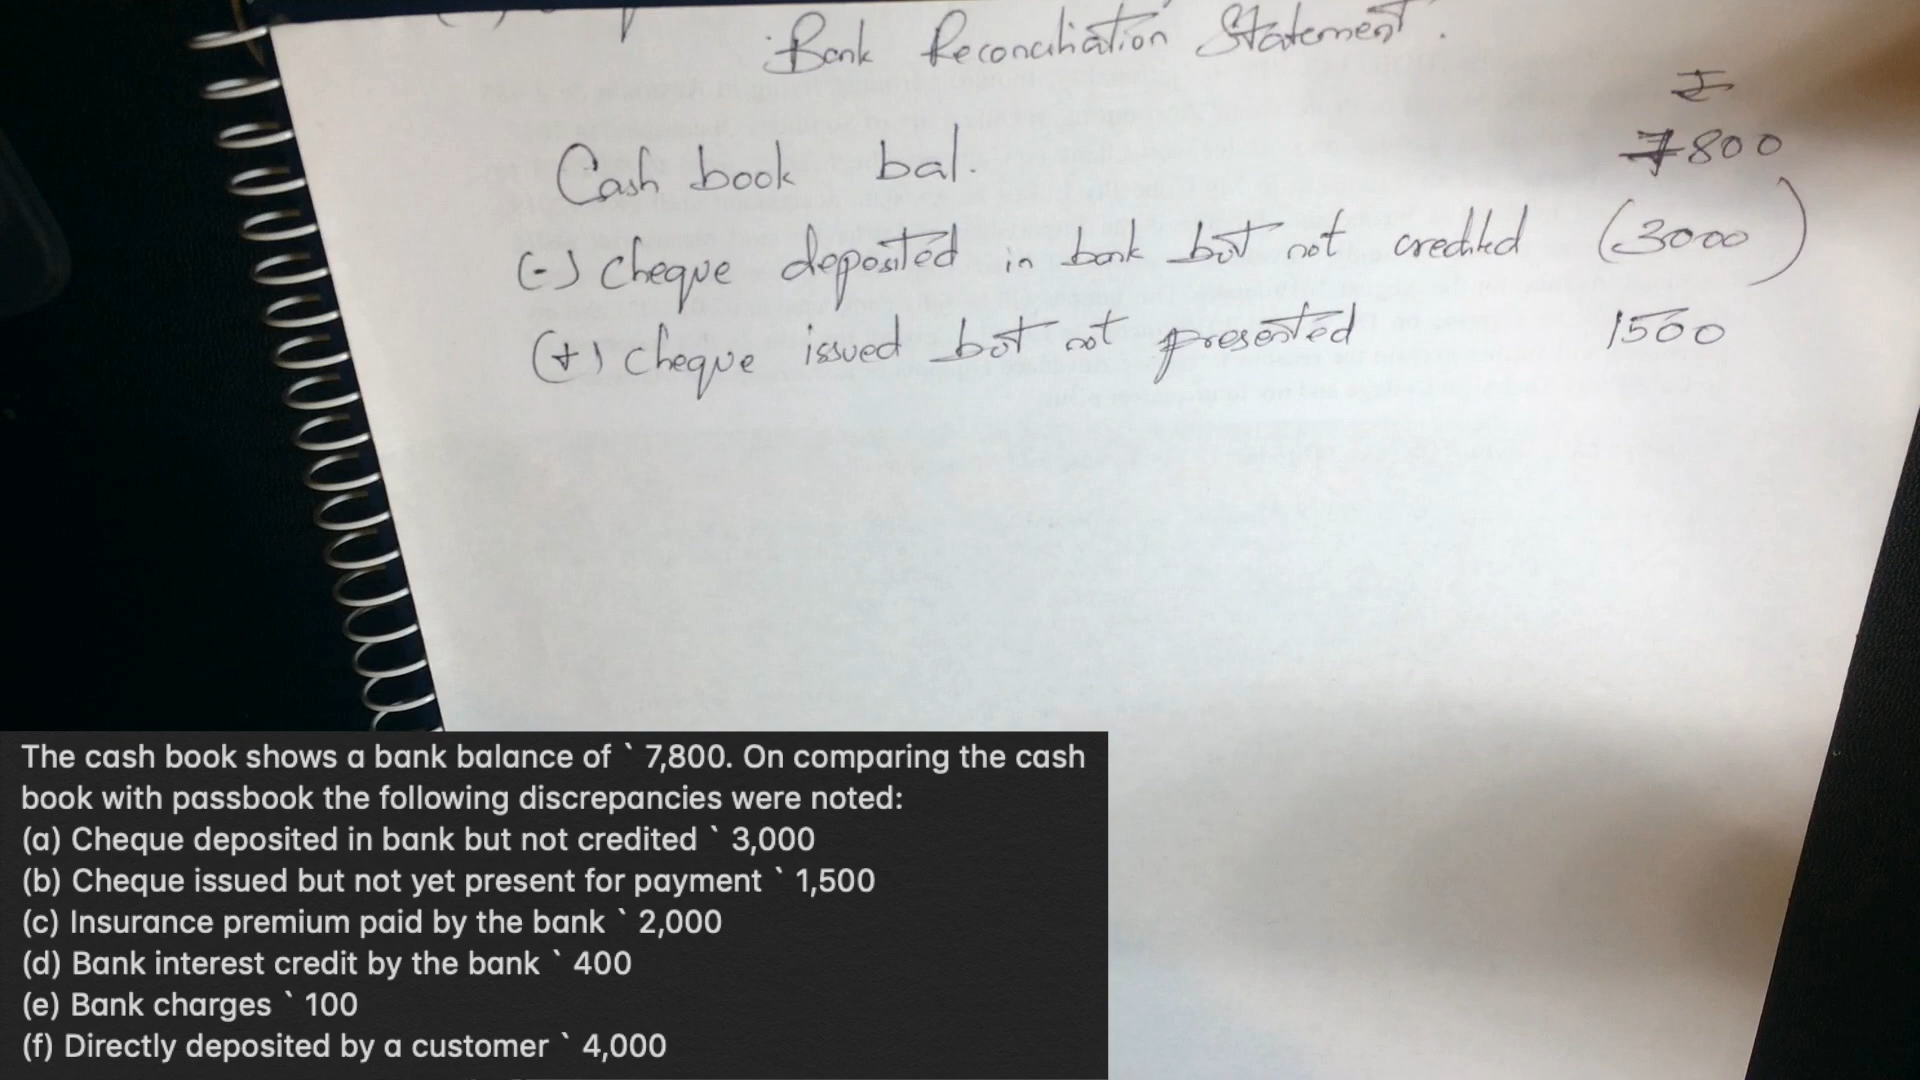 Bank Reconciliation Statement.
₹
Cash book bal. 7800
(-) cheque deposited in bank but not credited (3000)
(+) cheque issued but not presented 1500
The cash book shows a bank balance of ` 7,800. On comparing the cash
book with passbook the following discrepancies were noted:
(a) Cheque deposited in bank but not credited ` 3,000
(b) Cheque issued but not yet present for payment ` 1,500
(c) Insurance premium paid by the bank ` 2,000
(d) Bank interest credit by the bank ` 400
(e) Bank charges ` 100
(f) Directly deposited by a customer ` 4,000